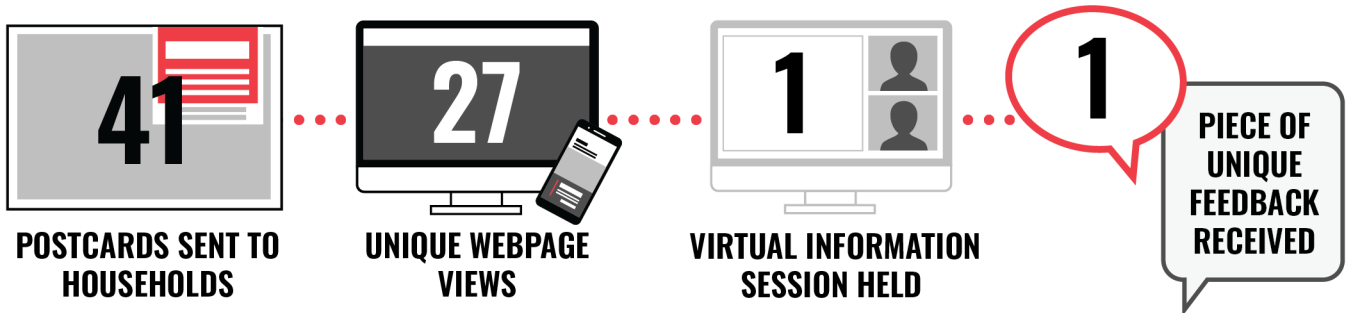 41
POSTCARDS SENT TO
HOUSEHOLDS
27
UNIQUE WEBPAGE
VIEWS
1
VIRTUAL INFORMATION
SESSION HELD
1
PIECE OF
UNIQUE
FEEDBACK
RECEIVED